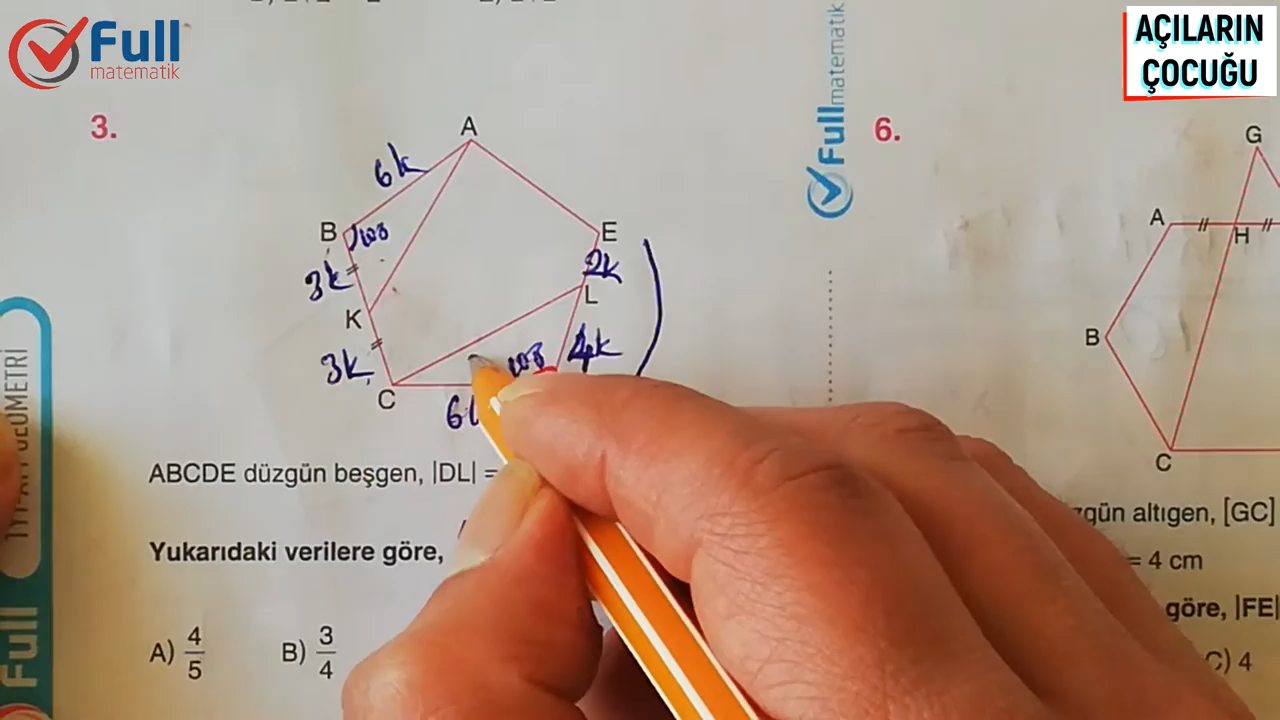 Full
matematik
AÇILARIN
ÇOCUĞU
Full matematik
3.
A
6k
B
108
E
3k
2k
L
K
3k
108
4k
C
ABCDE düzgün beşgen, |DL| =
Yukarıdaki verilere göre,
A) 4/5 B) 3/4
6.
G
A
H
B
C
altıgen, [GC]
= 4 cm
göre, |FE|
C) 4
GEOMETRİ
Full